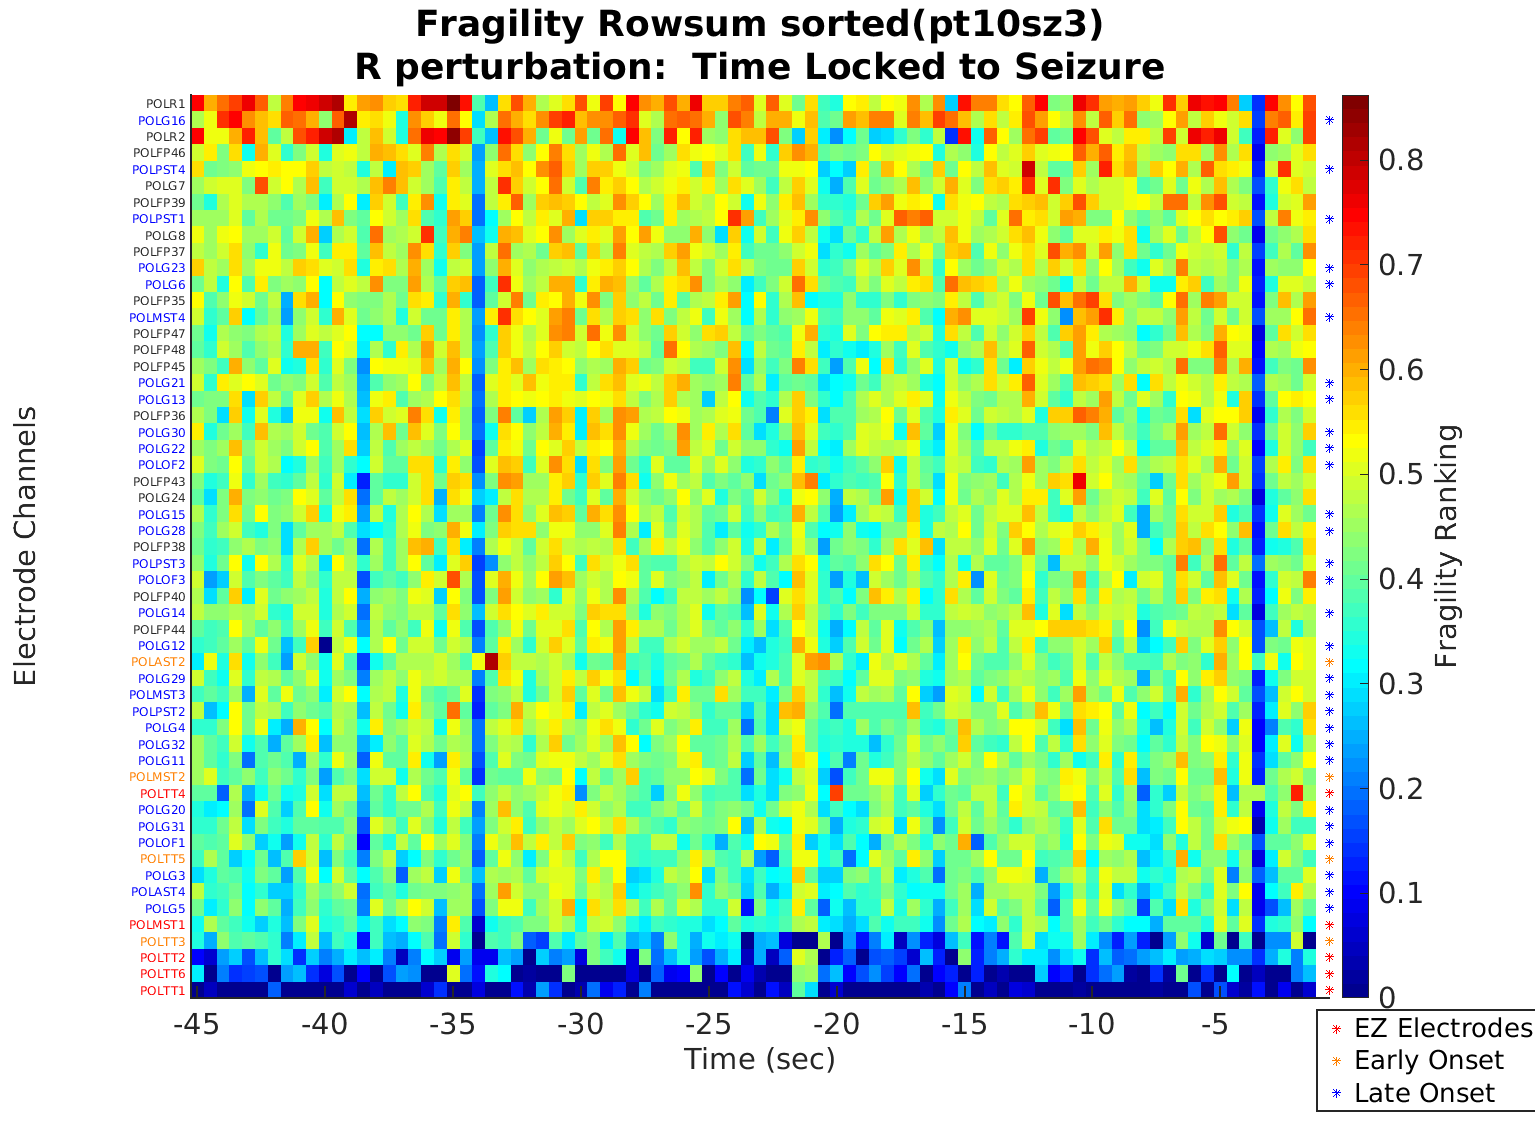 Fragility Rowsum sorted(pt10sz3)
R perturbation:  Time Locked to Seizure
Electrode Channels
POLR1
POLG16
POLR2
POLFP46
POLPST4
POLG7
POLFP39
POLPST1
POLG8
POLFP37
POLG23
POLG6
POLFP35
POLMST4
POLFP47
POLFP48
POLFP45
POLG21
POLG13
POLFP36
POLG30
POLG22
POLOF2
POLFP43
POLG24
POLG15
POLG28
POLFP38
POLPST3
POLOF3
POLFP40
POLG14
POLFP44
POLG12
POLAST2
POLG29
POLMST3
POLPST2
POLG4
POLG32
POLG11
POLMST2
POLTT4
POLG20
POLG31
POLOF1
POLTT5
POLG3
POLAST4
POLG5
POLMST1
POLTT3
POLTT2
POLTT6
POLTT1
-45 -40 -35 -30 -25 -20 -15 -10 -5
Time (sec)
0.8
0.7
0.6
0.5
0.4
0.3
0.2
0.1
0
Fragility Ranking
EZ Electrodes
Early Onset
Late Onset